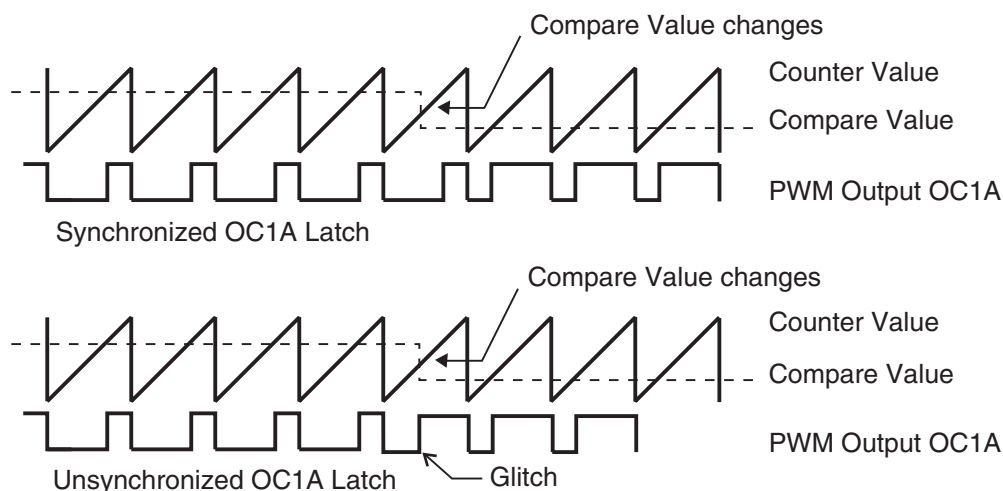 Compare Value changes
Counter Value
Compare Value
PWM Output OC1A
Synchronized OC1A Latch
Compare Value changes
Counter Value
Compare Value
PWM Output OC1A
Unsynchronized OC1A Latch
Glitch